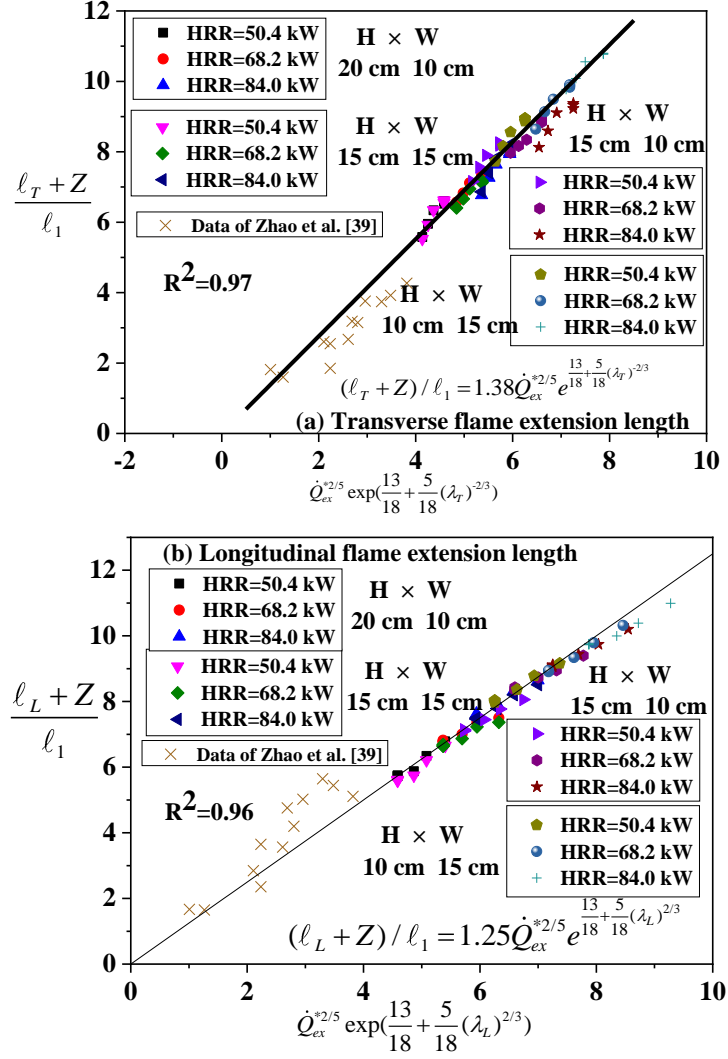 12
10
8
6
4
2
0
-2
0
2
4
6
8
10
(ℓ_T + Z) / ℓ_1
HRR=50.4 kW
HRR=68.2 kW
HRR=84.0 kW
H × W
20 cm 10 cm
HRR=50.4 kW
HRR=68.2 kW
HRR=84.0 kW
H × W
15 cm 15 cm
H × W
15 cm 10 cm
HRR=50.4 kW
HRR=68.2 kW
HRR=84.0 kW
Data of Zhao et al. [39]
R²=0.97
H × W
10 cm 15 cm
HRR=50.4 kW
HRR=68.2 kW
HRR=84.0 kW
(ℓ_T + Z) / ℓ_1 = 1.38Q̇_ex^{*2/5} e^{13/18 + 5/18 (λ_T)^{-2/3}}
(a) Transverse flame extension length
Q̇_ex^{*2/5} exp(13/18 + 5/18 (λ_T)^{-2/3})
(b) Longitudinal flame extension length
12
10
8
6
4
2
0
0
2
4
6
8
10
(ℓ_L + Z) / ℓ_1
HRR=50.4 kW
HRR=68.2 kW
HRR=84.0 kW
H × W
20 cm 10 cm
HRR=50.4 kW
HRR=68.2 kW
HRR=84.0 kW
H × W
15 cm 15 cm
H × W
15 cm 10 cm
HRR=50.4 kW
HRR=68.2 kW
HRR=84.0 kW
Data of Zhao et al. [39]
R²=0.96
H × W
10 cm 15 cm
HRR=50.4 kW
HRR=68.2 kW
HRR=84.0 kW
(ℓ_L + Z) / ℓ_1 = 1.25Q̇_ex^{*2/5} e^{13/18 + 5/18 (λ_L)^{2/3}}
Q̇_ex^{*2/5} exp(13/18 + 5/18 (λ_L)^{2/3})